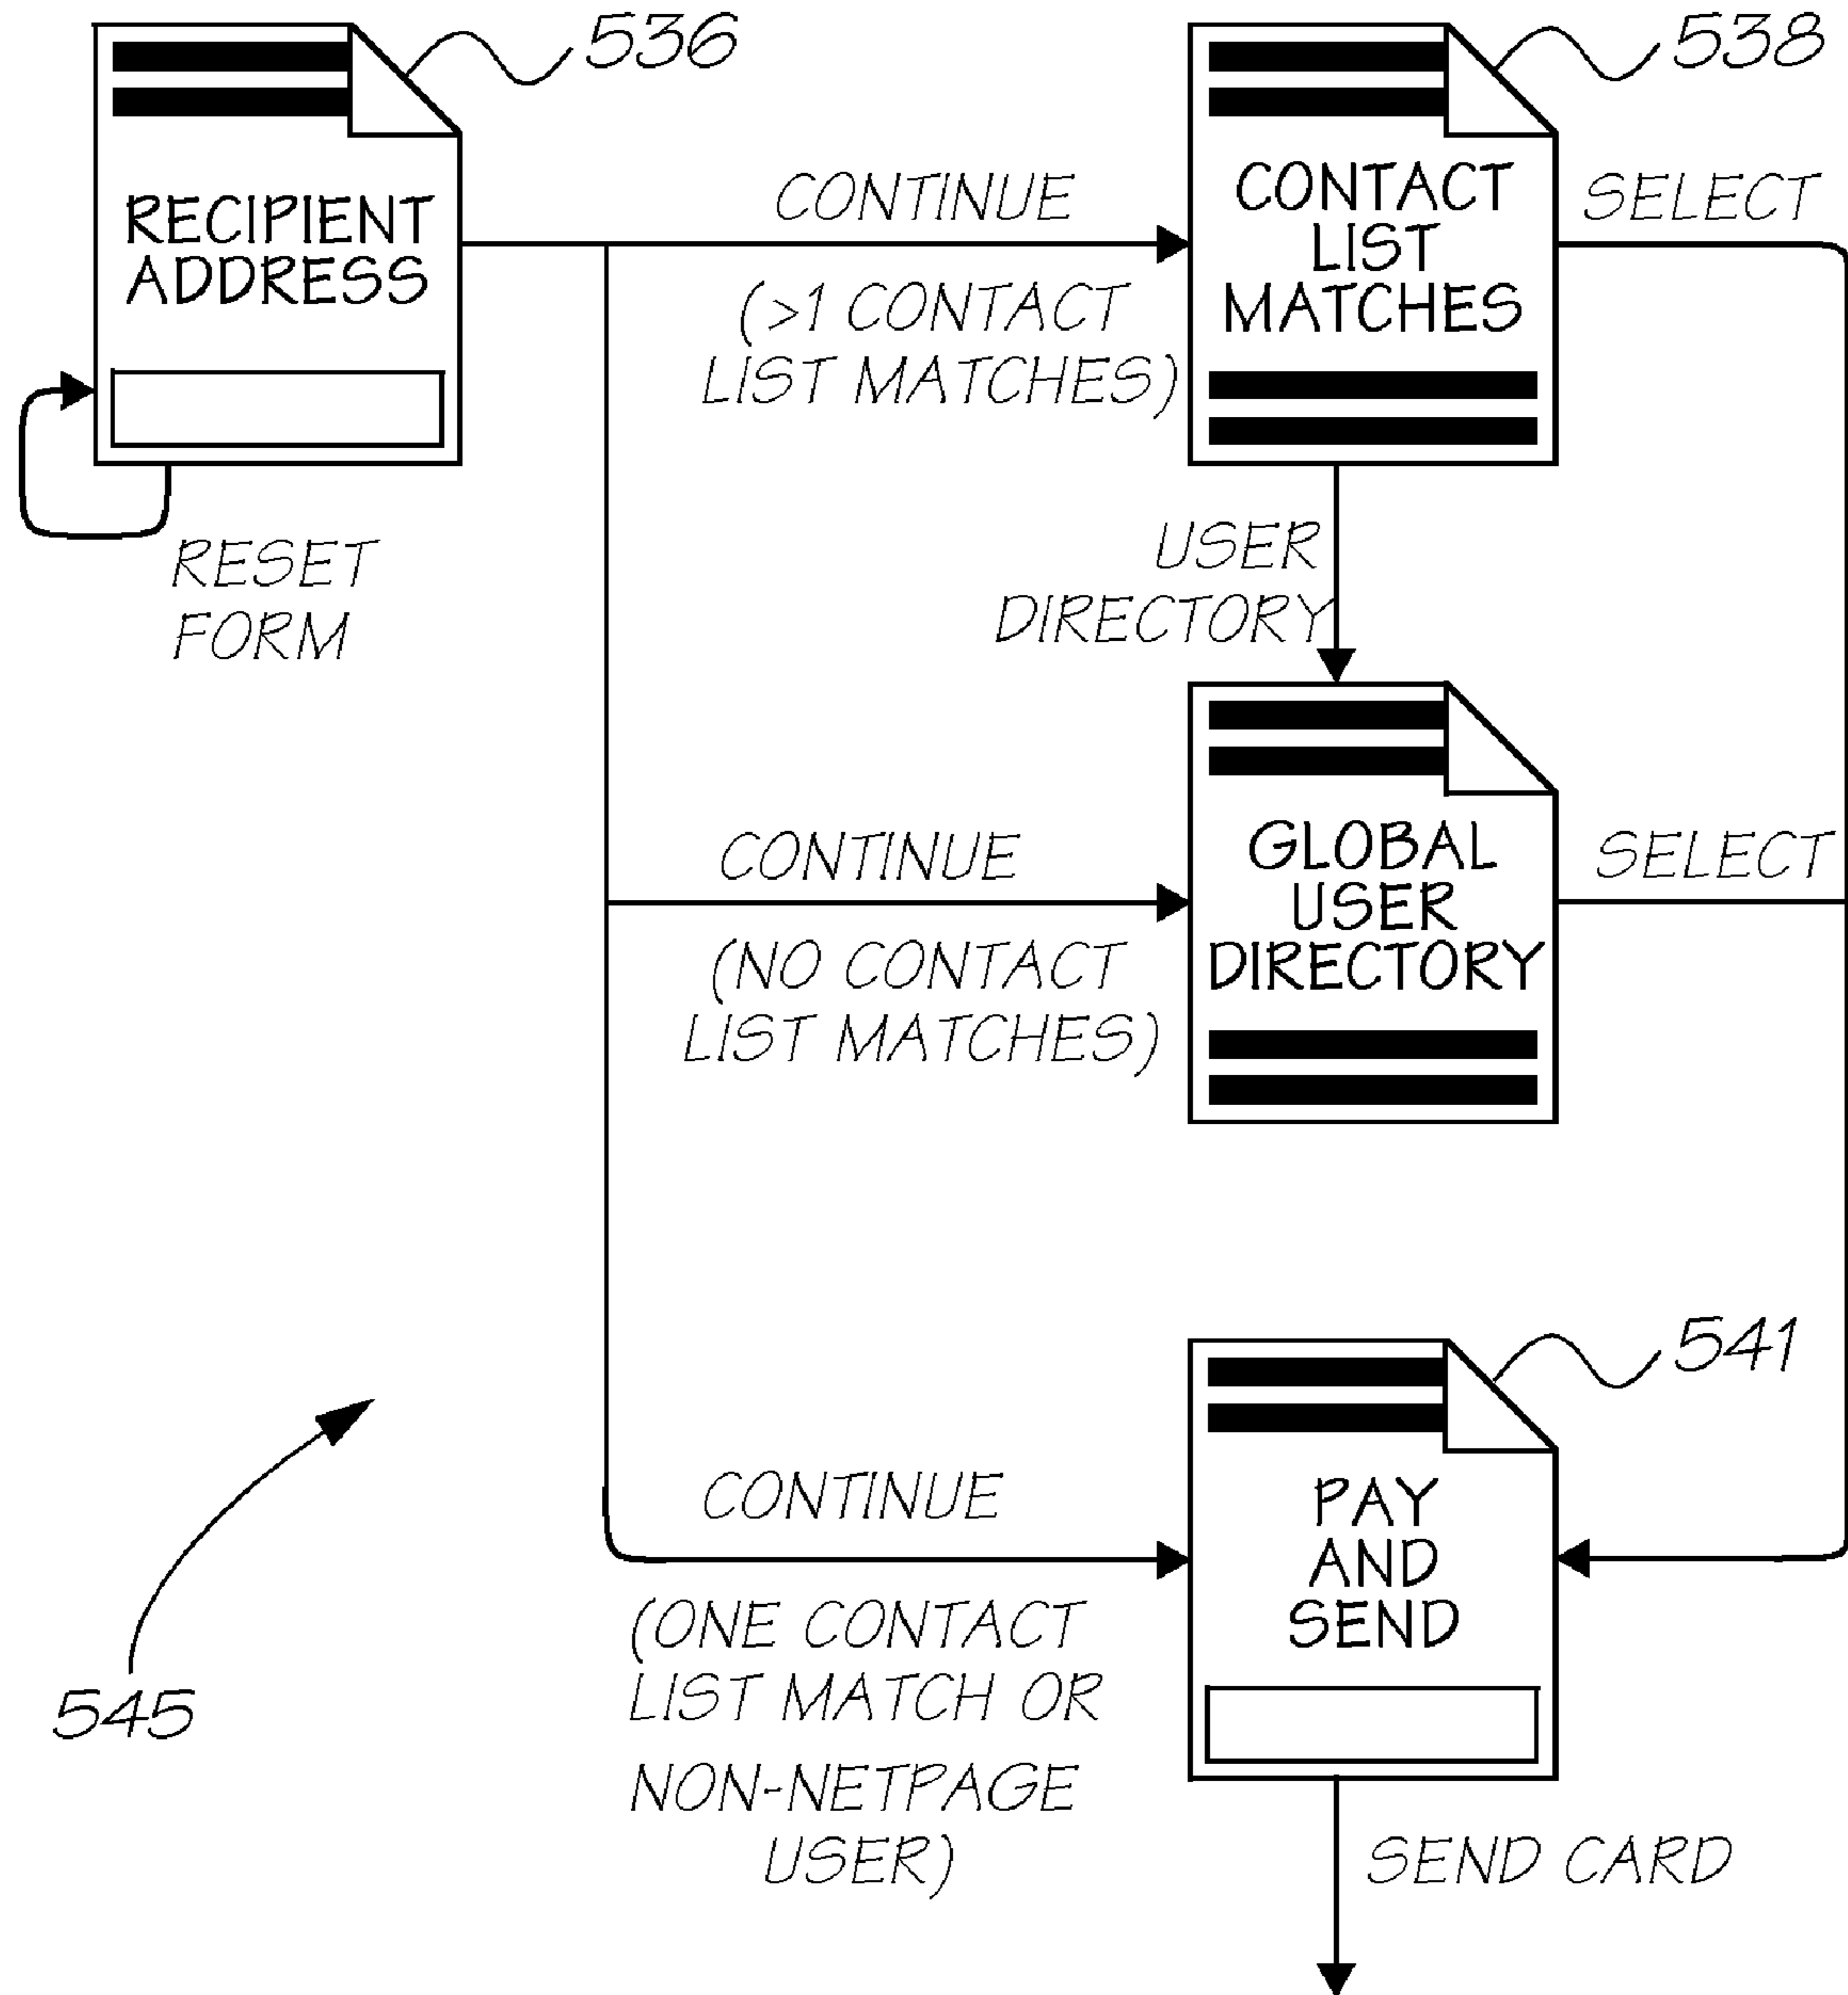 536
RECIPIENT
ADDRESS
RESET
FORM
CONTINUE
(>1 CONTACT
LIST MATCHES)
538
CONTACT
LIST
MATCHES
SELECT
USER
DIRECTORY
CONTINUE
(NO CONTACT
LIST MATCHES)
GLOBAL
USER
DIRECTORY
SELECT
CONTINUE
(ONE CONTACT
LIST MATCH OR
NON-NETPAGE
USER)
541
PAY
AND
SEND
SEND CARD
545